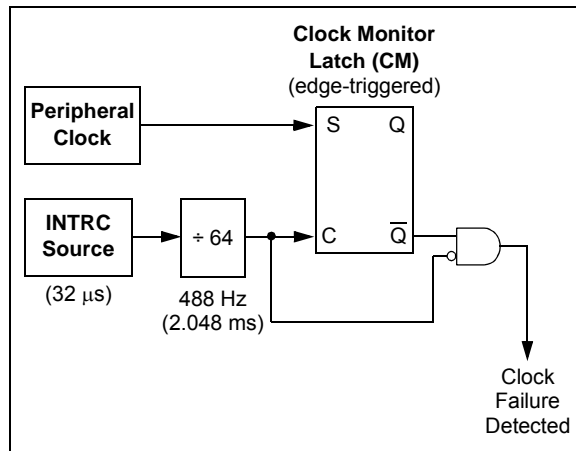 Clock Monitor
Latch (CM)
(edge-triggered)
Peripheral
Clock
S
Q
INTRC
Source
÷ 64
C
Q̅
(32 μs)
488 Hz
(2.048 ms)
Clock
Failure
Detected